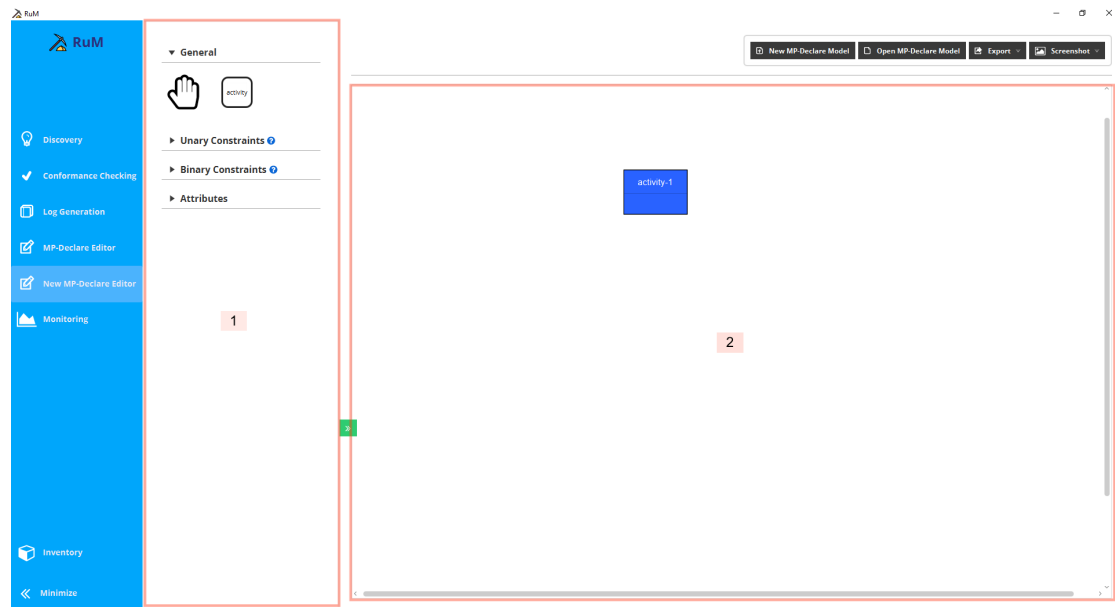 RuM
RuM
Discovery
Conformance Checking
Log Generation
MP-Declare Editor
New MP-Declare Editor
Monitoring
Inventory
Minimize
General
activity
Unary Constraints ?
Binary Constraints ?
Attributes
1
New MP-Declare Model Open MP-Declare Model Export Screenshot
activity-1
2